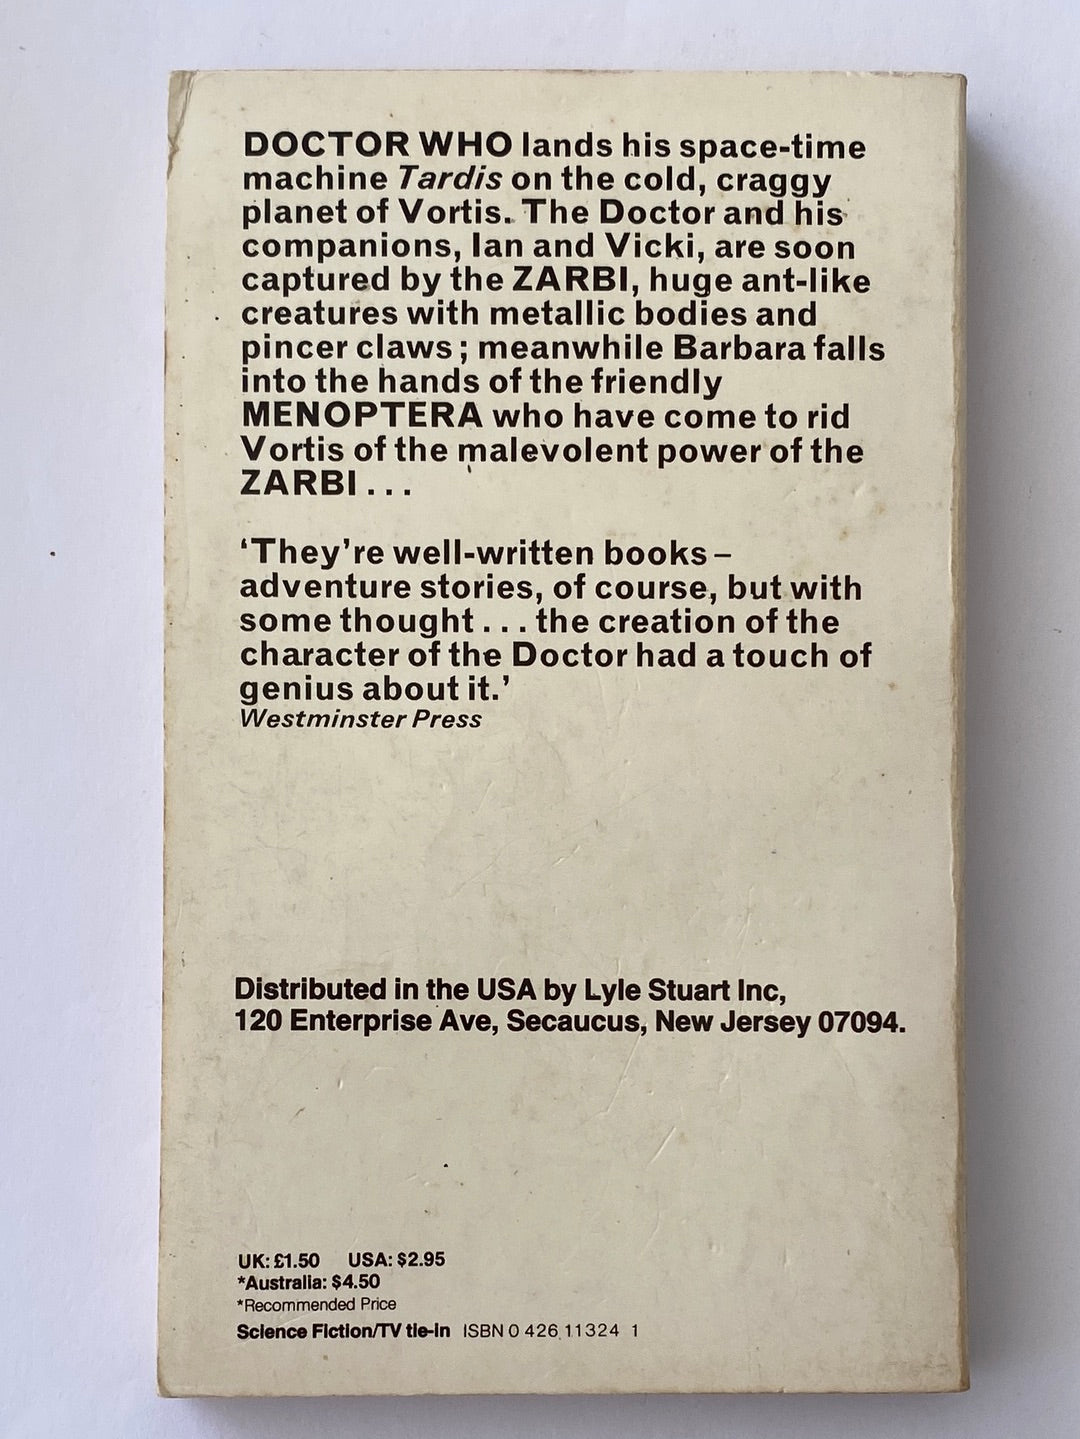 DOCTOR WHO lands his space-time
machine Tardis on the cold, craggy
planet of Vortis. The Doctor and his
companions, Ian and Vicki, are soon
captured by the ZARBI, huge ant-like
creatures with metallic bodies and
pincer claws; meanwhile Barbara falls
into the hands of the friendly
MENOPTERA who have come to rid
Vortis of the malevolent power of the
ZARBI...
‘They’re well-written books –
adventure stories, of course, but with
some thought... the creation of the
character of the Doctor had a touch of
genius about it.’
Westminster Press
Distributed in the USA by Lyle Stuart Inc,
120 Enterprise Ave, Secaucus, New Jersey 07094.
UK: £1.50 USA: $2.95
*Australia: $4.50
*Recommended Price
Science Fiction/TV tie-in ISBN 0 426 11324 1